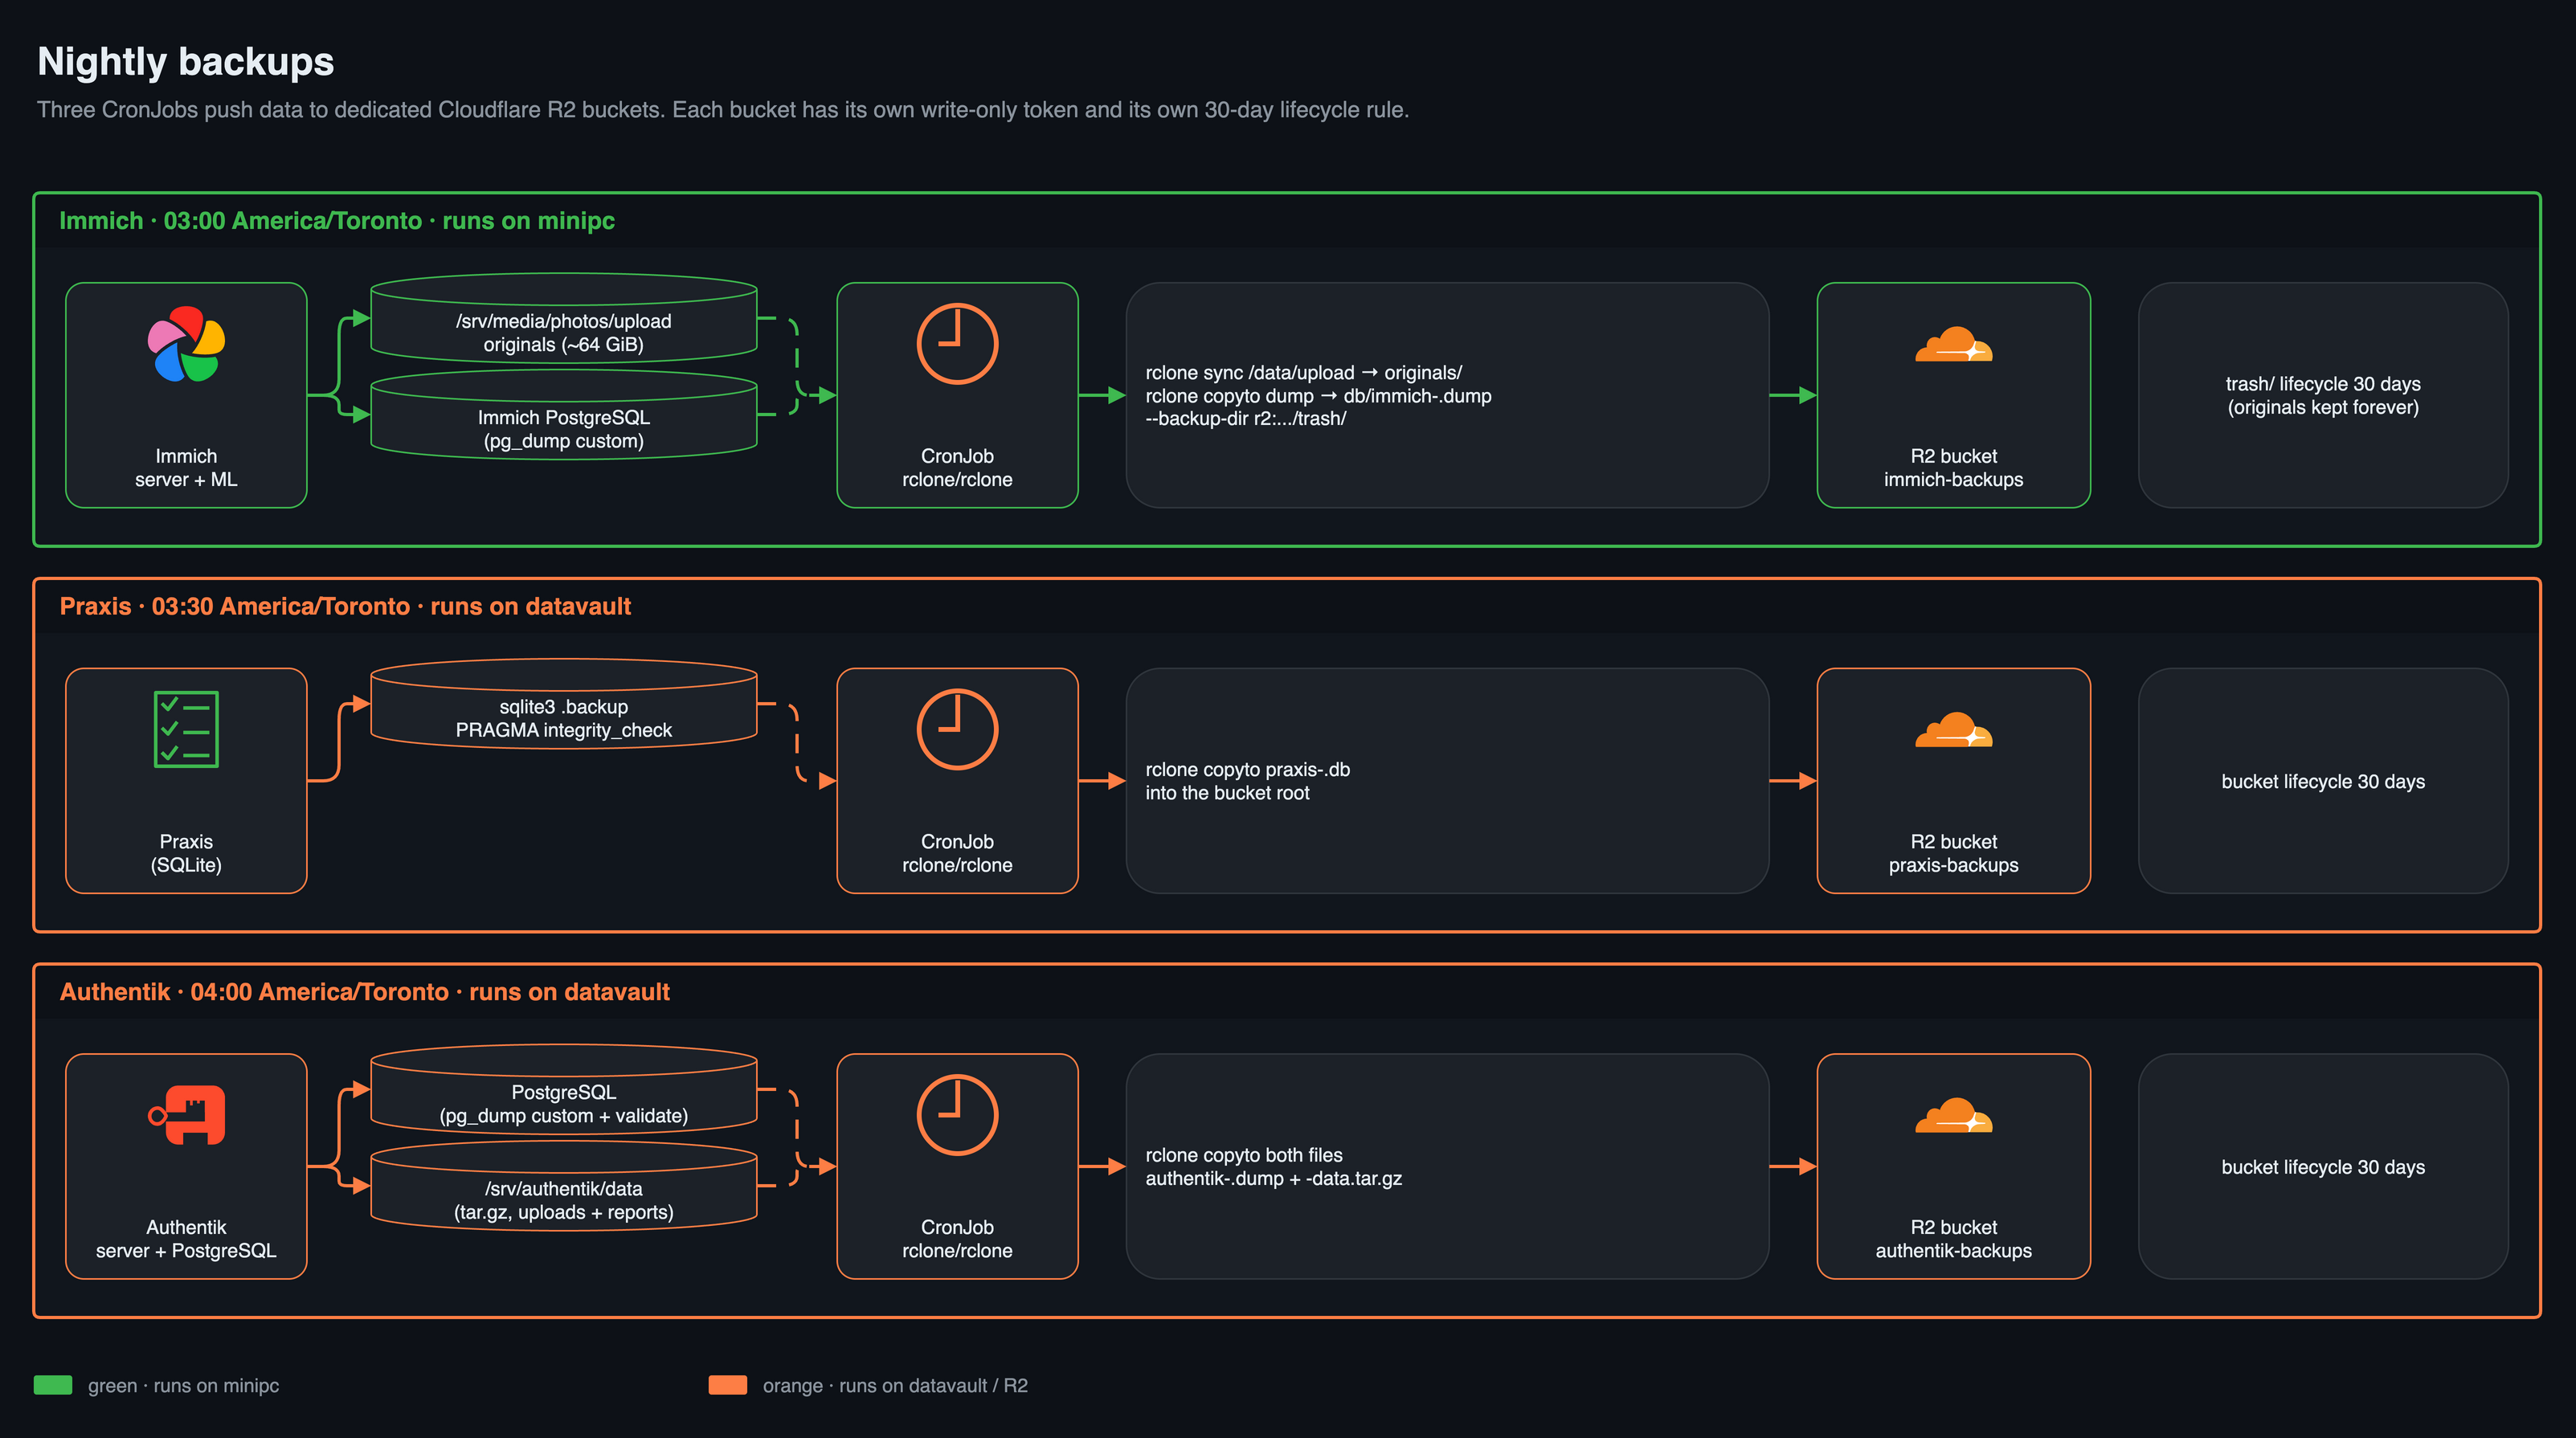 Nightly backups
Three CronJobs push data to dedicated Cloudflare R2 buckets. Each bucket has its own write-only token and its own 30-day lifecycle rule.
Immich · 03:00 America/Toronto · runs on minipc
Immich
server + ML
/srv/media/photos/upload
originals (~64 GiB)
Immich PostgreSQL
(pg_dump custom)
CronJob
rclone/rclone
rclone sync /data/upload → originals/
rclone copyto dump → db/immich-.dump
--backup-dir r2:.../trash/
R2 bucket
immich-backups
trash/ lifecycle 30 days
(originals kept forever)
Praxis · 03:30 America/Toronto · runs on datavault
Praxis
(SQLite)
sqlite3 .backup
PRAGMA integrity_check
CronJob
rclone/rclone
rclone copyto praxis-.db
into the bucket root
R2 bucket
praxis-backups
bucket lifecycle 30 days
Authentik · 04:00 America/Toronto · runs on datavault
Authentik
server + PostgreSQL
PostgreSQL
(pg_dump custom + validate)
/srv/authentik/data
(tar.gz, uploads + reports)
CronJob
rclone/rclone
rclone copyto both files
authentik-.dump + -data.tar.gz
R2 bucket
authentik-backups
bucket lifecycle 30 days
green · runs on minipc
orange · runs on datavault / R2